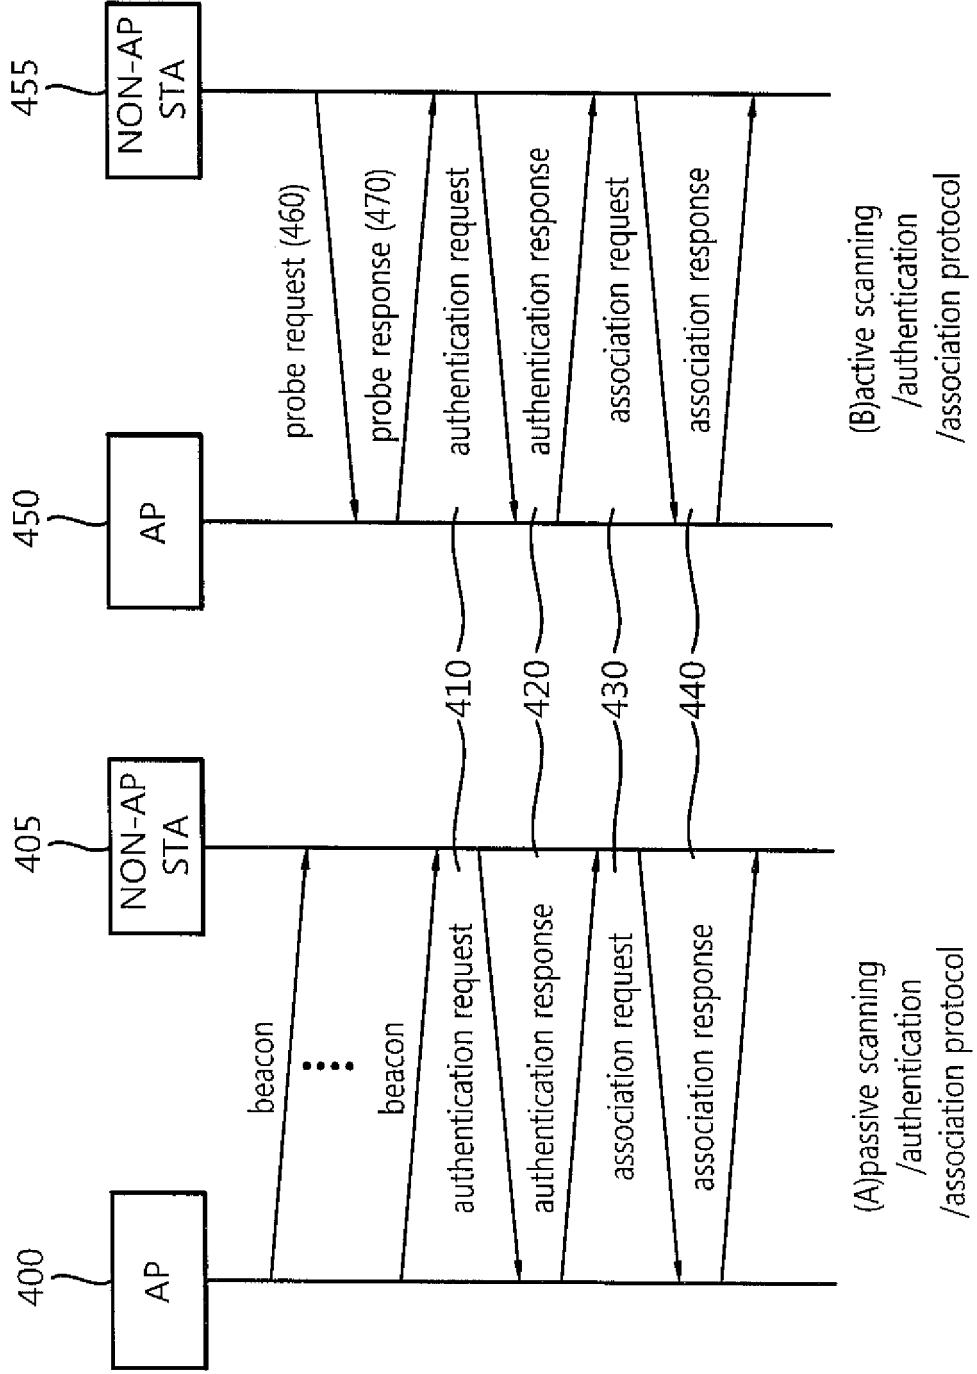 400
AP
405
NON-AP
STA
beacon
beacon
authentication request
authentication response
association request
association response
(A)passive scanning
/authentication
/association protocol
410
420
430
440
450
AP
455
NON-AP
STA
probe request (460)
probe response (470)
authentication request
authentication response
association request
association response
(B)active scanning
/authentication
/association protocol